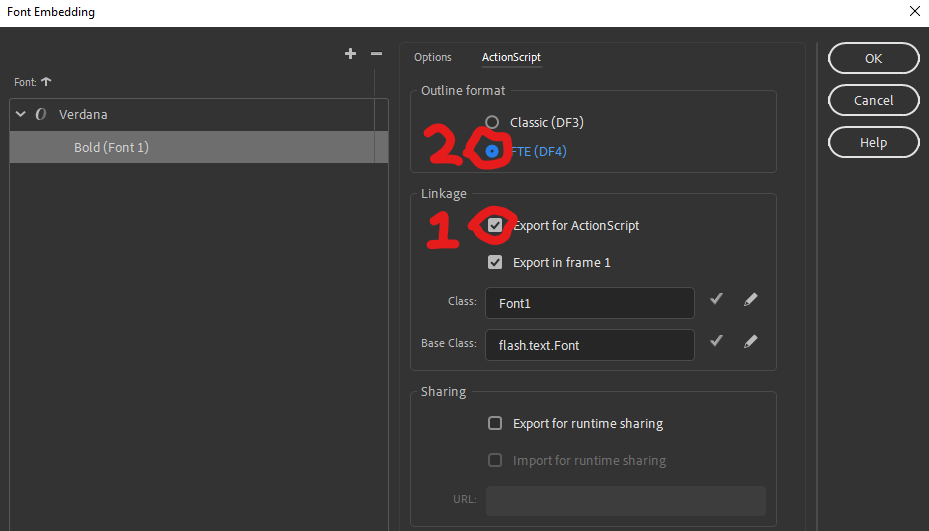 Font Embedding
Font:
Verdana
Bold (Font 1)
Options ActionScript
Outline format
Classic (DF3)
2 FTE (DF4)
Linkage
1 Export for ActionScript
Export in frame 1
Class: Font1
Base Class: flash.text.Font
Sharing
Export for runtime sharing
Import for runtime sharing
URL:
OK
Cancel
Help